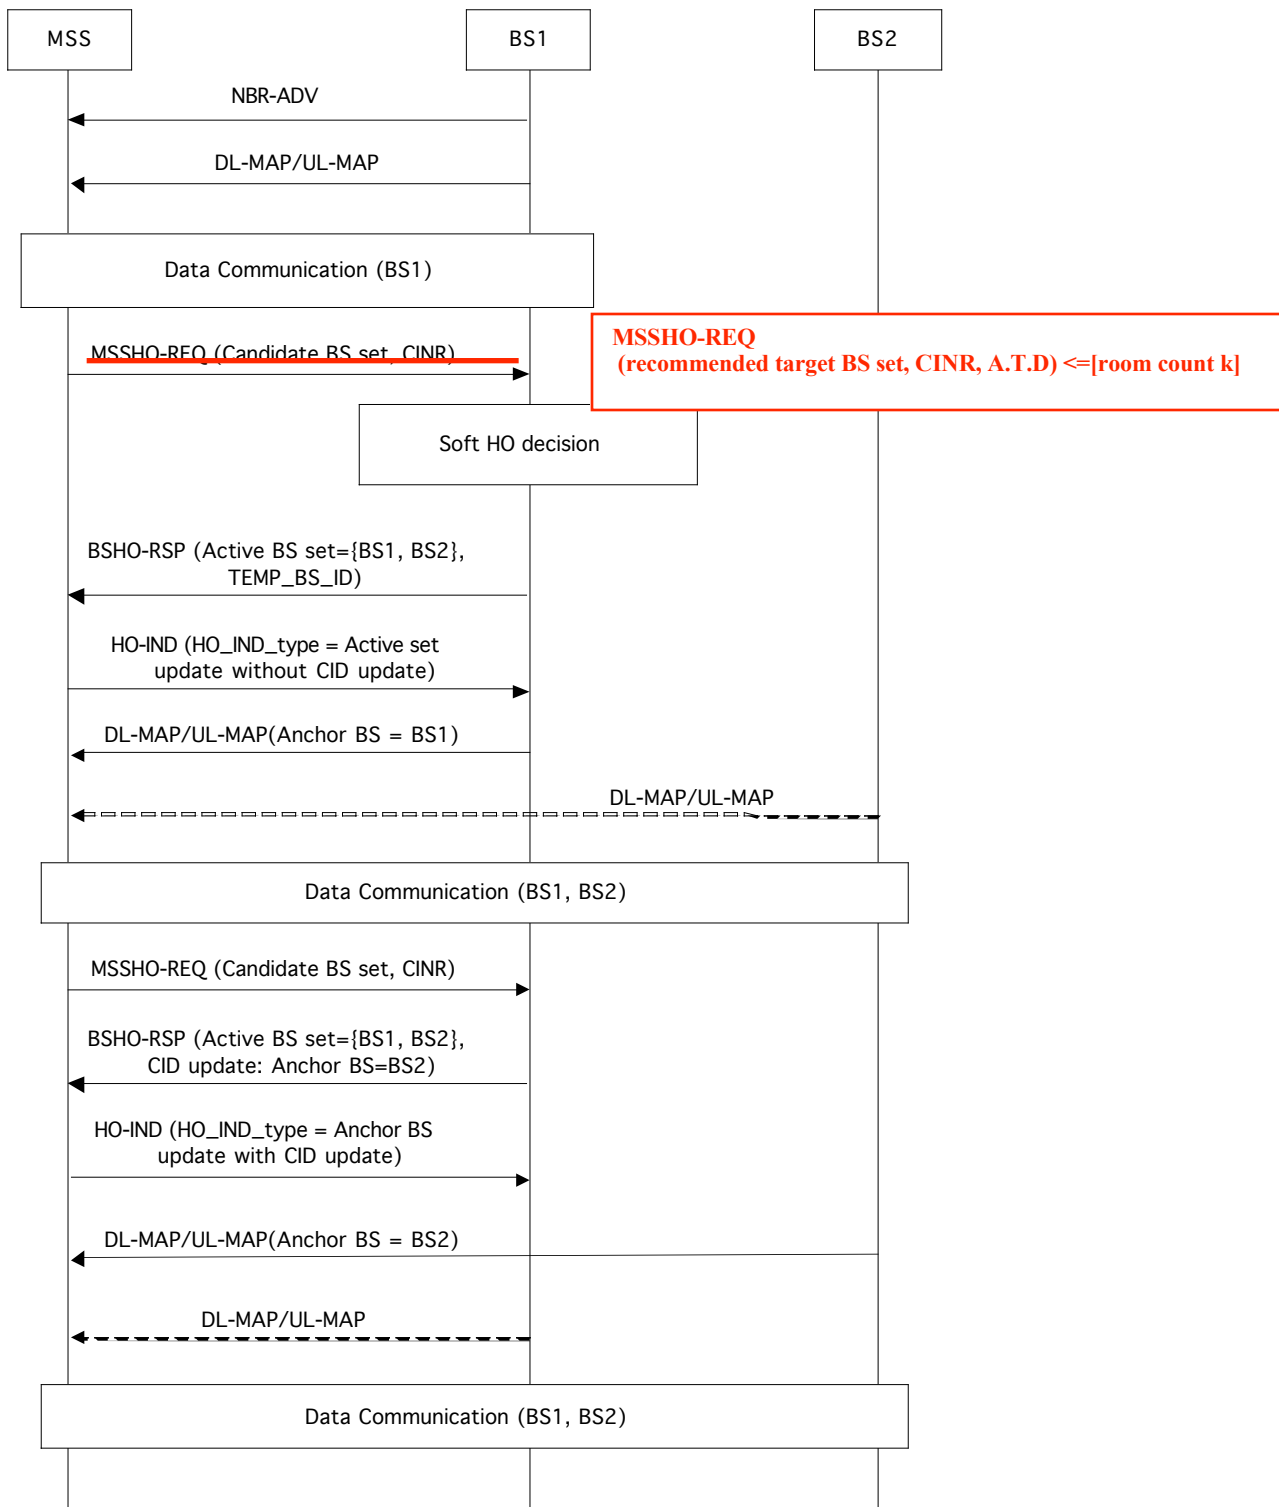 MSS
BS1
BS2
NBR-ADV
DL-MAP/UL-MAP
Data Communication (BS1)
MSSHO-REQ (Candidate BS set, CINR)
MSSHO-REQ
(recommended target BS set, CINR, A.T.D) <=[room count k]
Soft HO decision
BSHO-RSP (Active BS set={BS1, BS2},
TEMP_BS_ID)
HO-IND (HO_IND_type = Active set
update without CID update)
DL-MAP/UL-MAP(Anchor BS = BS1)
DL-MAP/UL-MAP
Data Communication (BS1, BS2)
MSSHO-REQ (Candidate BS set, CINR)
BSHO-RSP (Active BS set={BS1, BS2},
CID update: Anchor BS=BS2)
HO-IND (HO_IND_type = Anchor BS
update with CID update)
DL-MAP/UL-MAP(Anchor BS = BS2)
DL-MAP/UL-MAP
Data Communication (BS1, BS2)